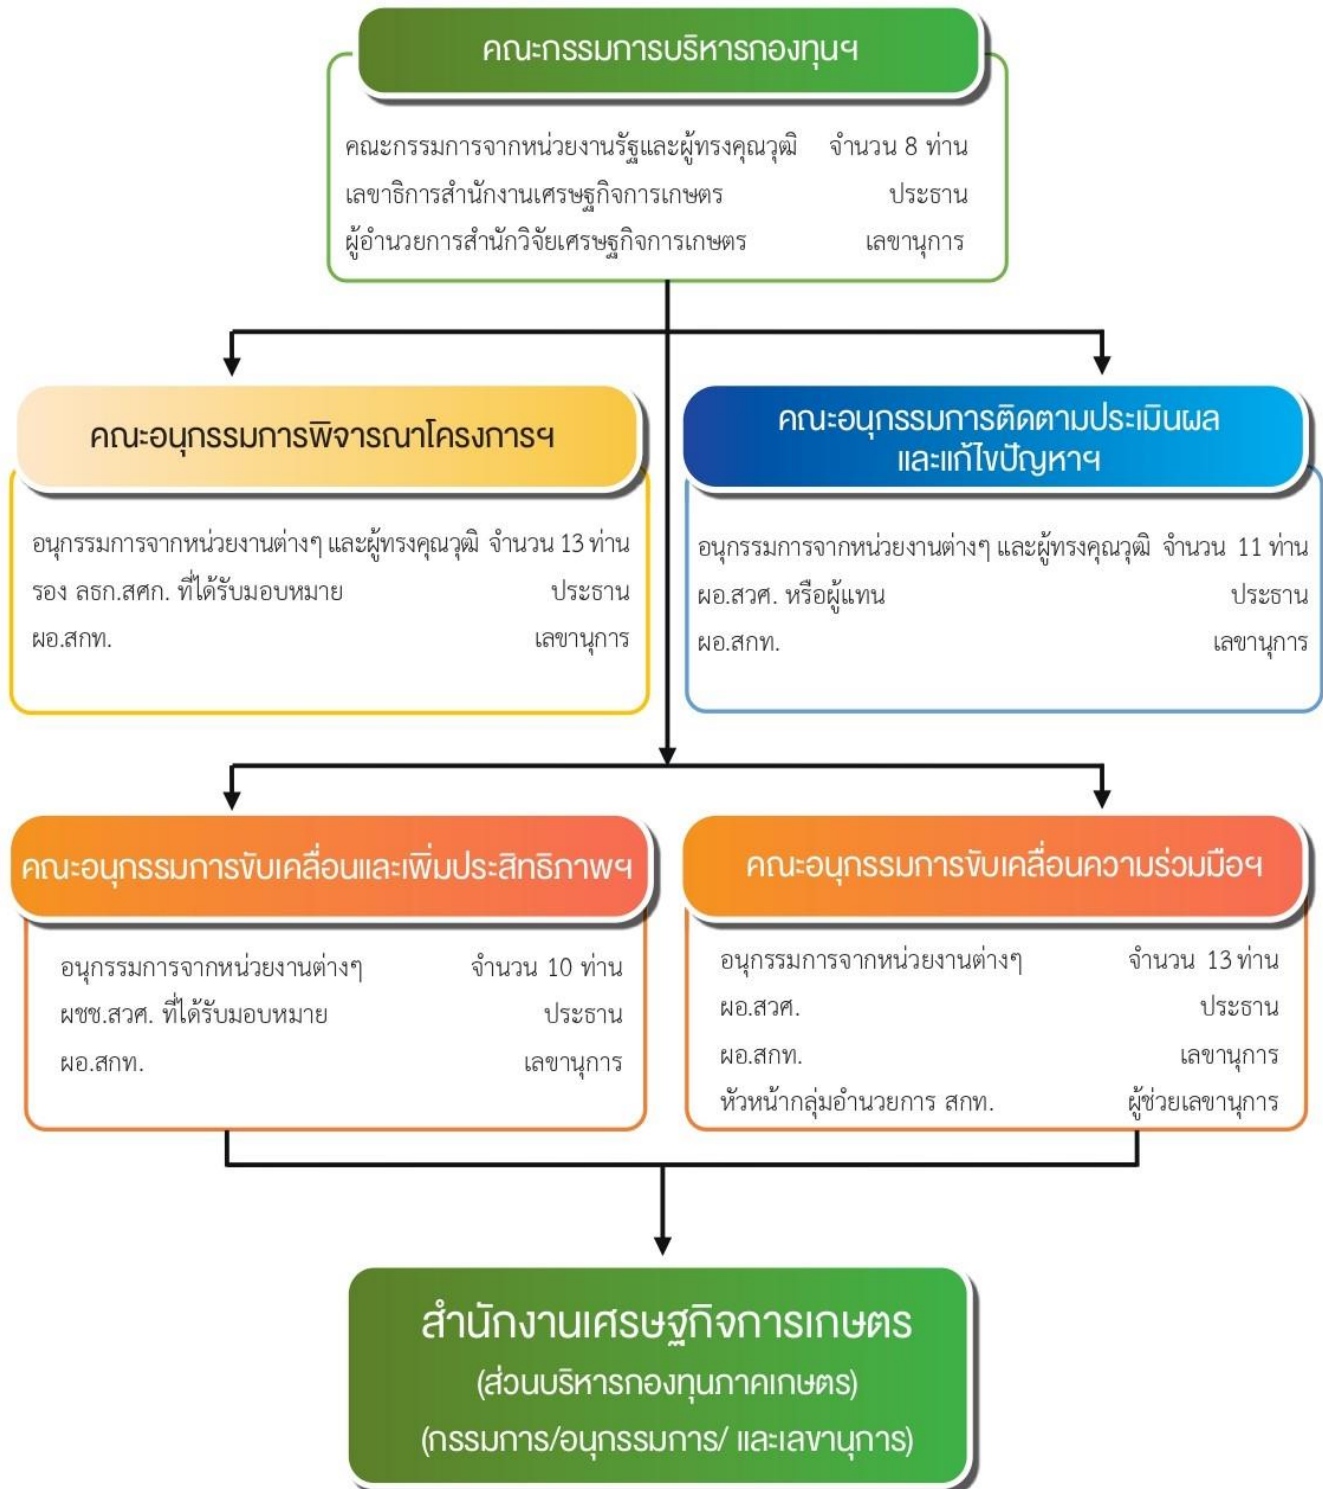 คณะกรรมการบริหารกองทุนฯ
คณะกรรมการจากหน่วยงานรัฐและผู้ทรงคุณวุฒิ จำนวน 8 ท่าน
เลขาธิการสำนักงานเศรษฐกิจการเกษตร ประธาน
ผู้อำนวยการสำนักวิจัยเศรษฐกิจการเกษตร เลขานุการ
คณะอนุกรรมการพิจารณาโครงการฯ
อนุกรรมการจากหน่วยงานต่างๆ และผู้ทรงคุณวุฒิ จำนวน 13 ท่าน
รอง ลธก.สศก. ที่ได้รับมอบหมาย ประธาน
ผอ.สกท. เลขานุการ
คณะอนุกรรมการติดตามประเมินผล
และแก้ไขปัญหาฯ
อนุกรรมการจากหน่วยงานต่างๆ และผู้ทรงคุณวุฒิ จำนวน 11 ท่าน
ผอ.สวศ. หรือผู้แทน ประธาน
ผอ.สกท. เลขานุการ
คณะอนุกรรมการขับเคลื่อนและเพิ่มประสิทธิภาพฯ
อนุกรรมการจากหน่วยงานต่างๆ จำนวน 10 ท่าน
ผชช.สวศ. ที่ได้รับมอบหมาย ประธาน
ผอ.สกท. เลขานุการ
คณะอนุกรรมการขับเคลื่อนความร่วมมือฯ
อนุกรรมการจากหน่วยงานต่างๆ จำนวน 13 ท่าน
ผอ.สวศ. ประธาน
ผอ.สกท. เลขานุการ
หัวหน้ากลุ่มอำนวยการ สกท. ผู้ช่วยเลขานุการ
สำนักงานเศรษฐกิจการเกษตร
(ส่วนบริหารกองทุนภาคเกษตร)
(กรรมการ/อนุกรรมการ/ และเลขานุการ)